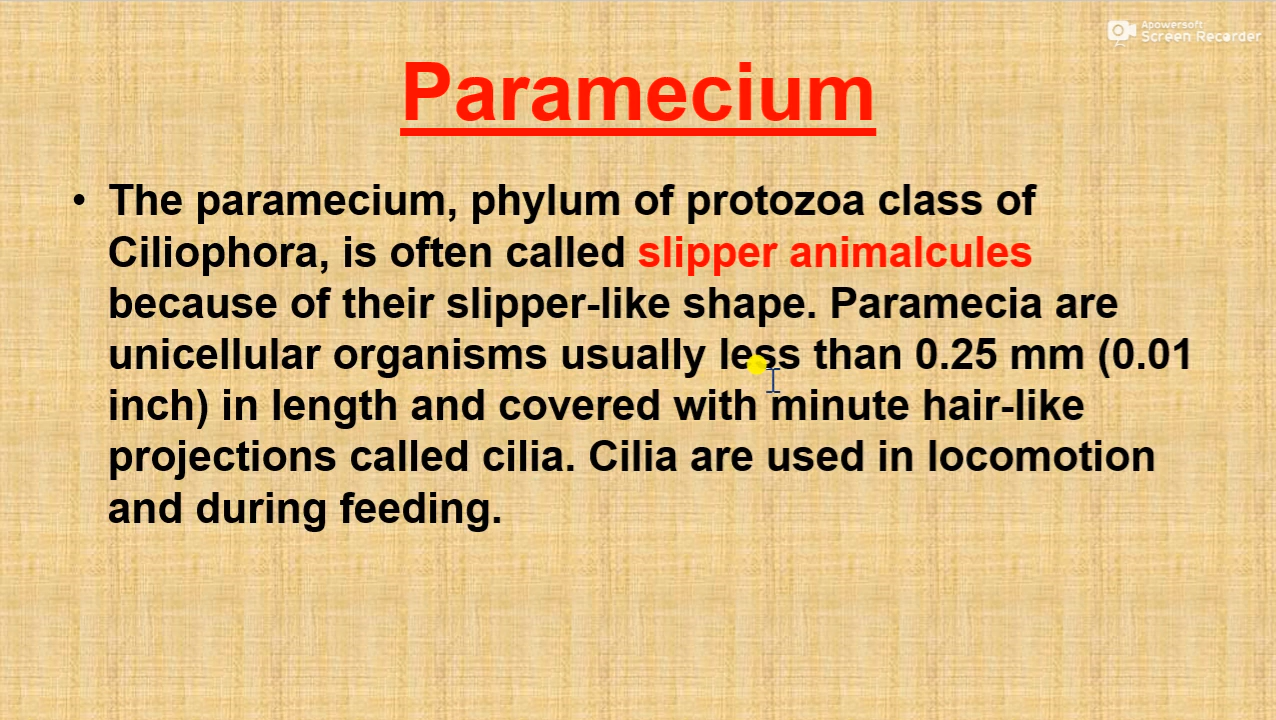 Apowersoft
Screen Recorder
Paramecium
• The paramecium, phylum of protozoa class of
Ciliophora, is often called slipper animalcules
because of their slipper-like shape. Paramecia are
unicellular organisms usually less than 0.25 mm (0.01
inch) in length and covered with minute hair-like
projections called cilia. Cilia are used in locomotion
and during feeding.